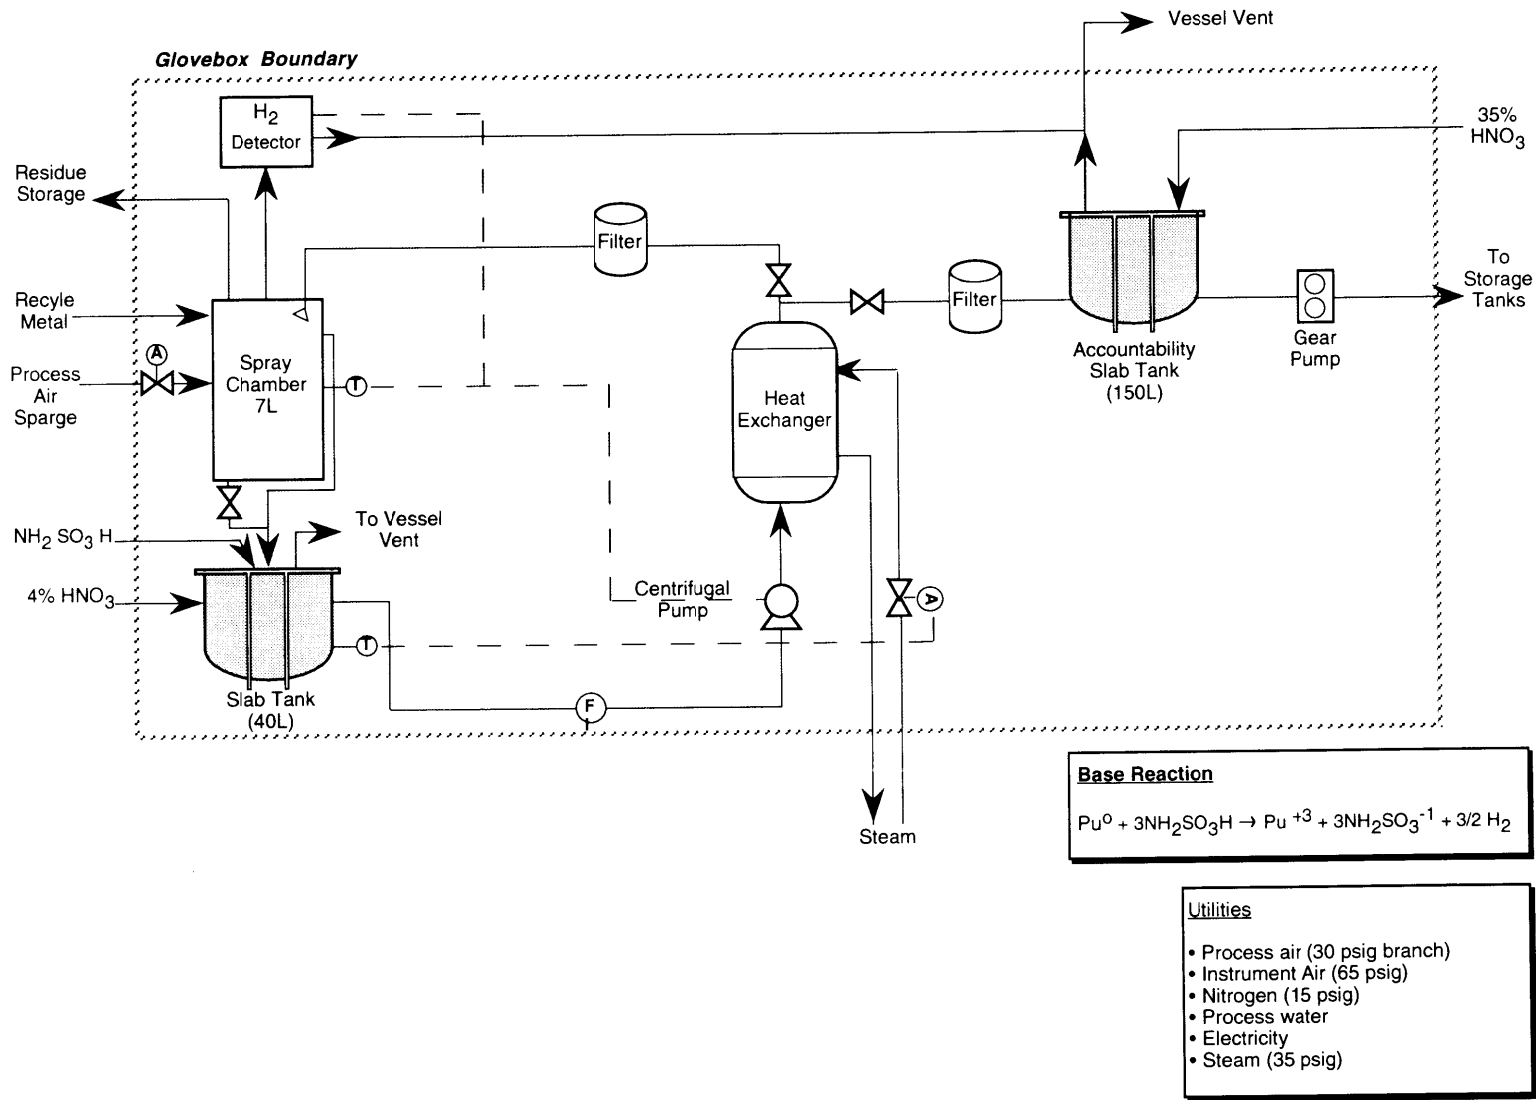 Vessel Vent
Glovebox Boundary
H2
Detector
35%
HNO3
Residue
Storage
Filter
To
Storage
Tanks
Recyle
Metal
Filter
Gear
Pump
Accountability
Slab Tank
(150L)
A
Process
Air
Sparge
Spray
Chamber
7L
T
Heat
Exchanger
To Vessel
Vent
NH2 SO3 H
4% HNO3
Centrifugal
Pump
A
T
Slab Tank
(40L)
F
I
Steam
Base Reaction
Puº + 3NH2SO3H → Pu +3 + 3NH2SO3-1 + 3/2 H2
Utilities
• Process air (30 psig branch)
• Instrument Air (65 psig)
• Nitrogen (15 psig)
• Process water
• Electricity
• Steam (35 psig)